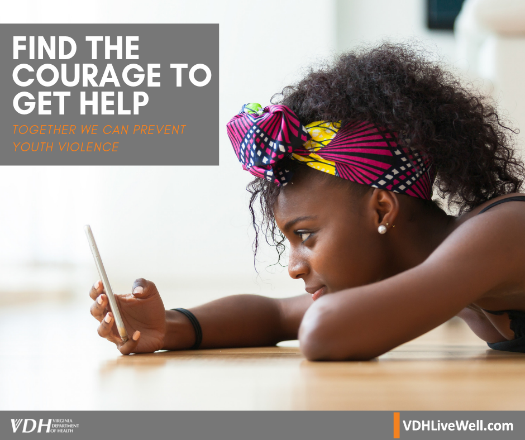 FIND THE
COURAGE TO
GET HELP
TOGETHER WE CAN PREVENT
YOUTH VIOLENCE
VDH VIRGINIA
DEPARTMENT
OF HEALTH
VDHLiveWell.com